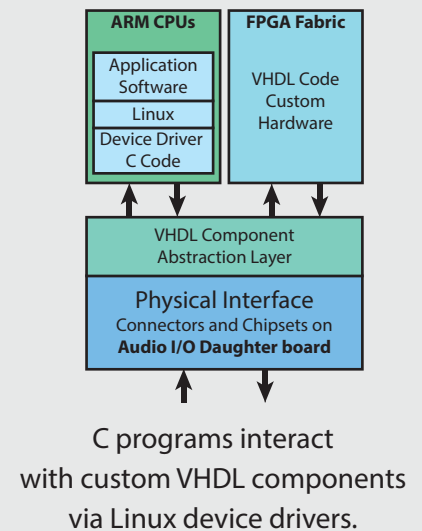 ARM CPUs
Application
Software
Linux
Device Driver
C Code
FPGA Fabric
VHDL Code
Custom
Hardware
VHDL Component
Abstraction Layer
Physical Interface
Connectors and Chipsets on
Audio I/O Daughter board
C programs interact
with custom VHDL components
via Linux device drivers.